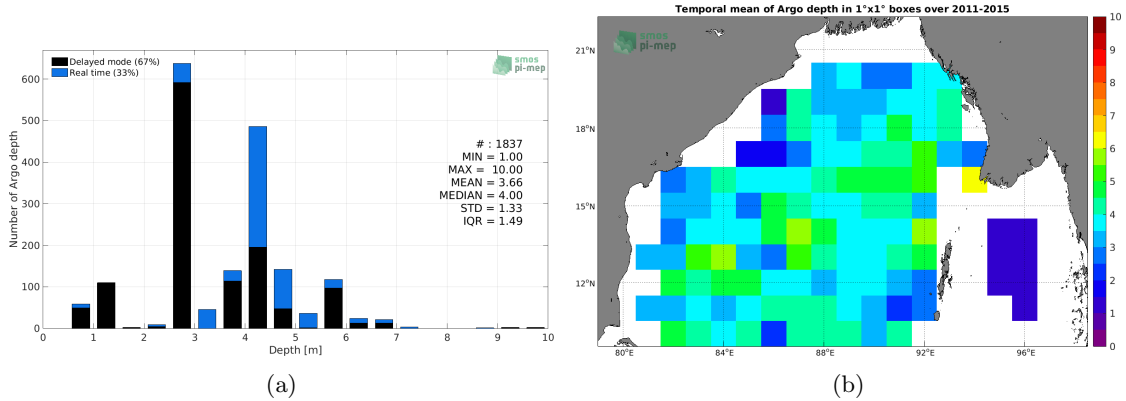 Delayed mode (67%)
Real time (33%)
smos
pi-mep
# : 1837
MIN = 1.00
MAX = 10.00
MEAN = 3.66
MEDIAN = 4.00
STD = 1.33
IQR = 1.49
Number of Argo depth
600
500
400
300
200
100
0
0 1 2 3 4 5 6 7 8 9 10
Depth [m]
(a)
Temporal mean of Argo depth in 1°x1° boxes over 2011-2015
smos
pi-mep
21°N
18°N
15°N
12°N
80°E 84°E 88°E 92°E 96°E
10
9
8
7
6
5
4
3
2
1
0
(b)